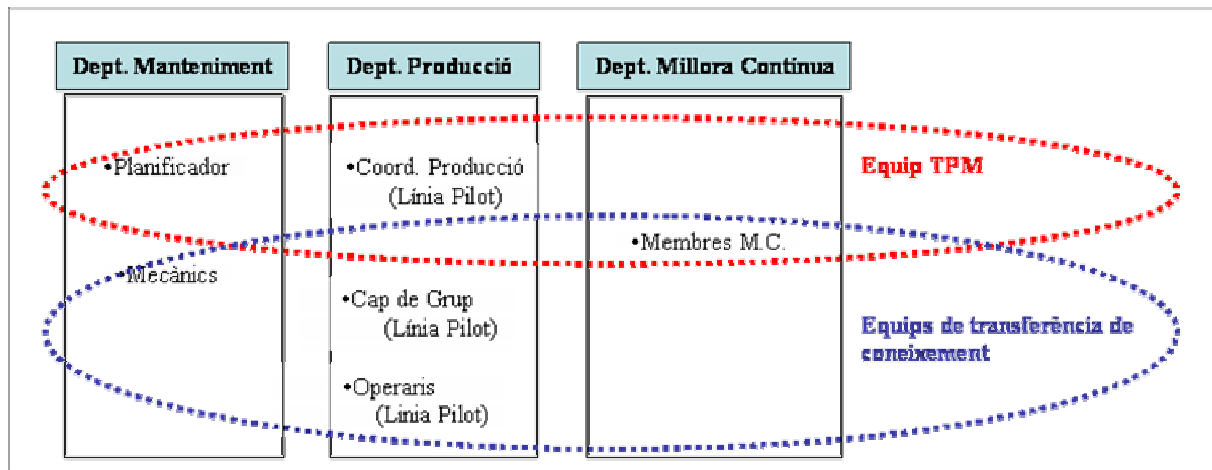 Dept. Manteniment
Dept. Producció
Dept. Millora Contínua
•Planificador
•Mecànics
•Coord. Producció
(Línia Pilot)
•Cap de Grup
(Línia Pilot)
•Operaris
(Linia Pilot)
•Membres M.C.
Equip TPM
Equips de transferència de
coneixement